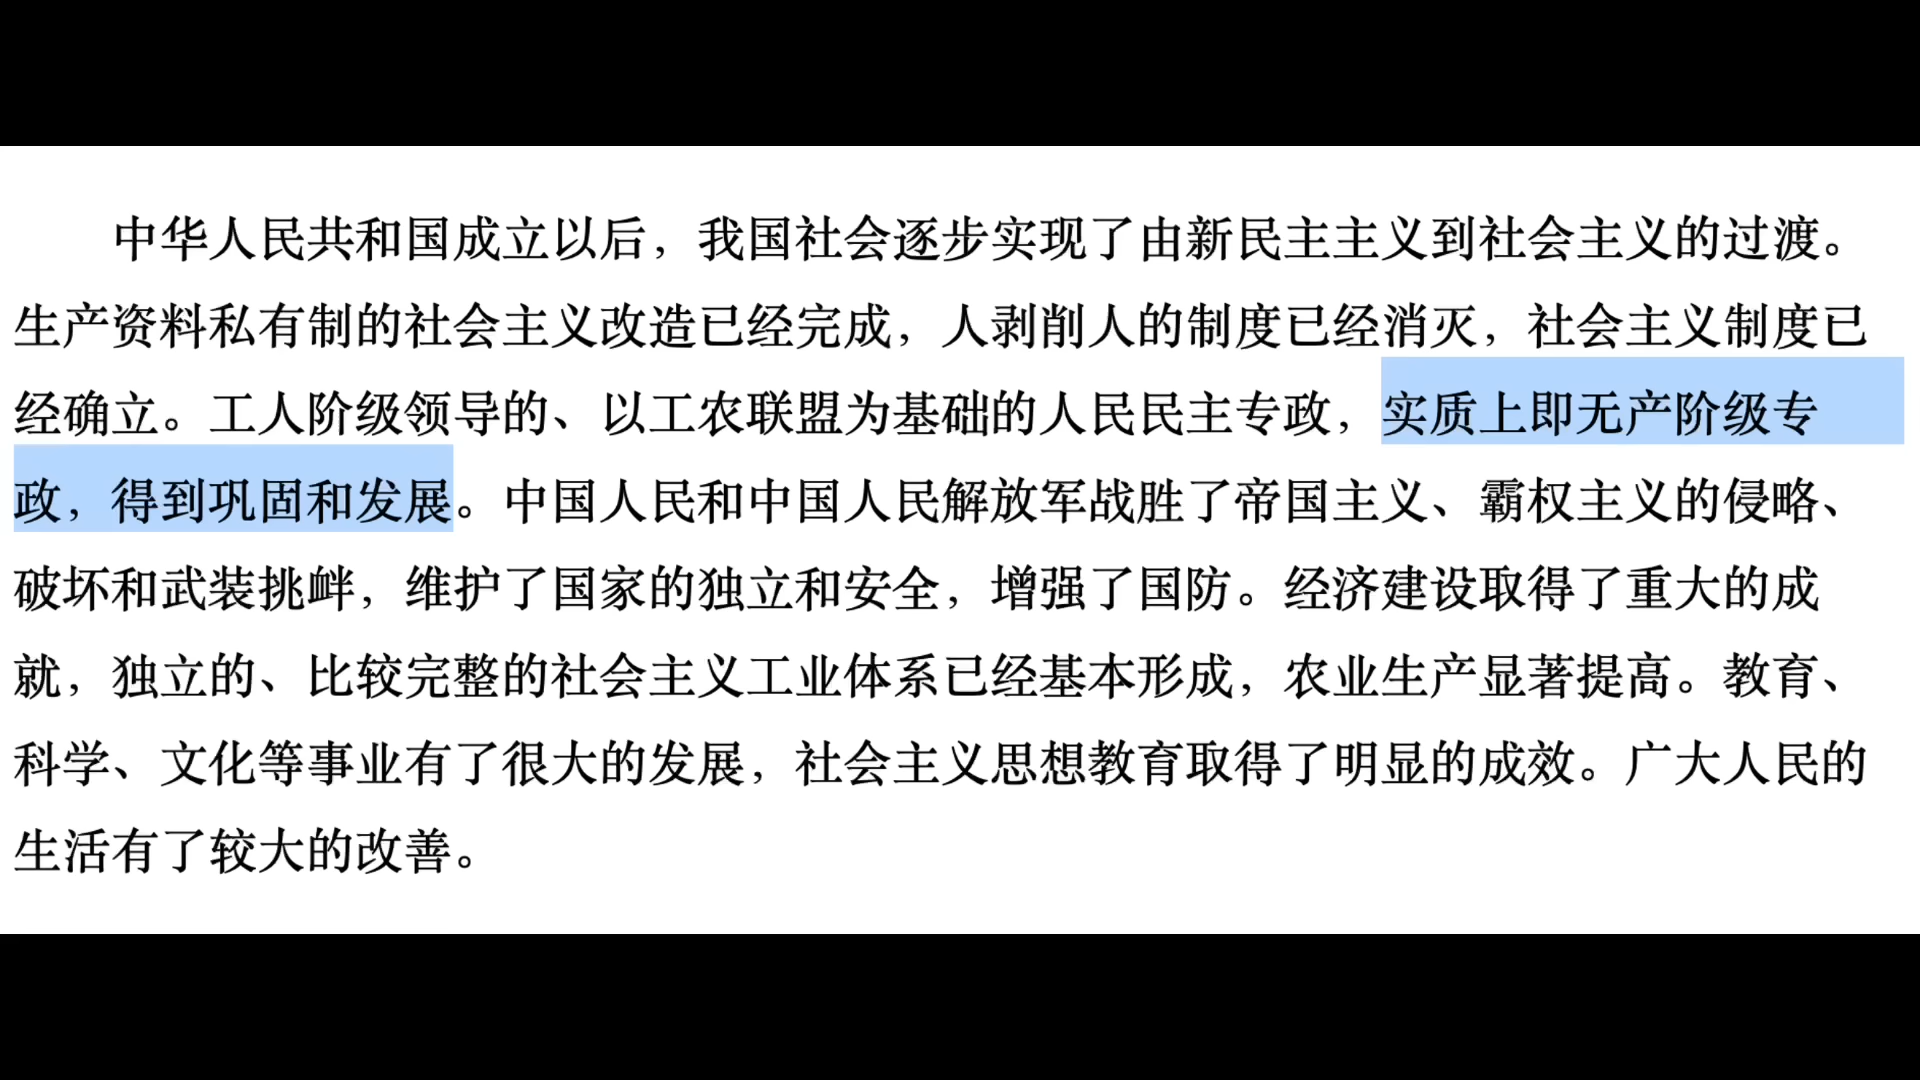 中华人民共和国成立以后，我国社会逐步实现了由新民主主义到社会主义的过渡。
生产资料私有制的社会主义改造已经完成，人剥削人的制度已经消灭，社会主义制度已
经确立。工人阶级领导的、以工农联盟为基础的人民民主专政，实质上即无产阶级专
政，得到巩固和发展。中国人民和中国人民解放军战胜了帝国主义、霸权主义的侵略、
破坏和武装挑衅，维护了国家的独立和安全，增强了国防。经济建设取得了重大的成
就，独立的、比较完整的社会主义工业体系已经基本形成，农业生产显著提高。教育、
科学、文化等事业有了很大的发展，社会主义思想教育取得了明显的成效。广大人民的
生活有了较大的改善。